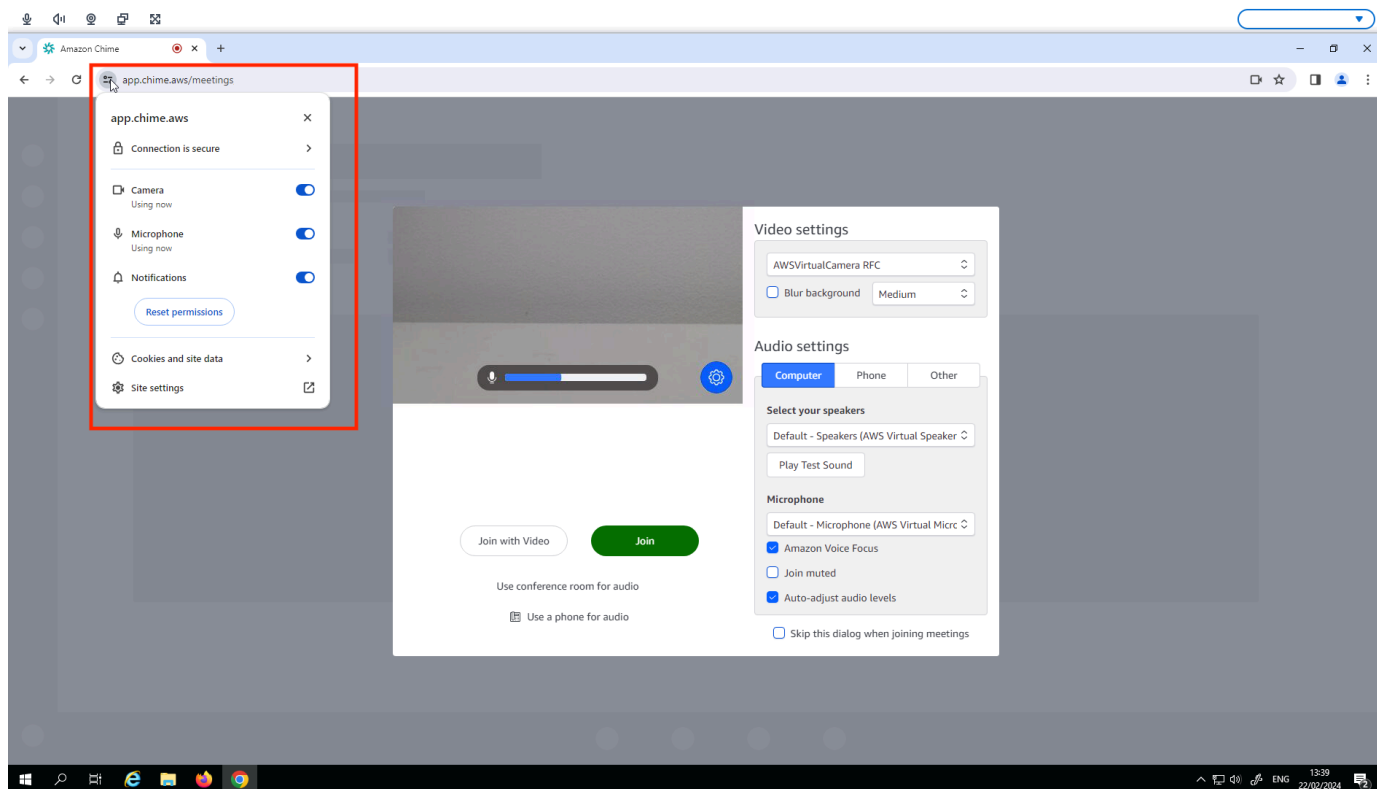 Amazon Chime
app.chime.aws/meetings
app.chime.aws
Connection is secure
Camera
Using now
Microphone
Using now
Notifications
Reset permissions
Cookies and site data
Site settings
Join with Video
Join
Use conference room for audio
Use a phone for audio
Video settings
AWSVirtualCamera RFC
Blur background
Medium
Audio settings
Computer
Phone
Other
Select your speakers
Default - Speakers (AWS Virtual Speaker
Play Test Sound
Microphone
Default - Microphone (AWS Virtual Micrc
Amazon Voice Focus
Join muted
Auto-adjust audio levels
Skip this dialog when joining meetings
ENG
13:39
22/02/2024
2